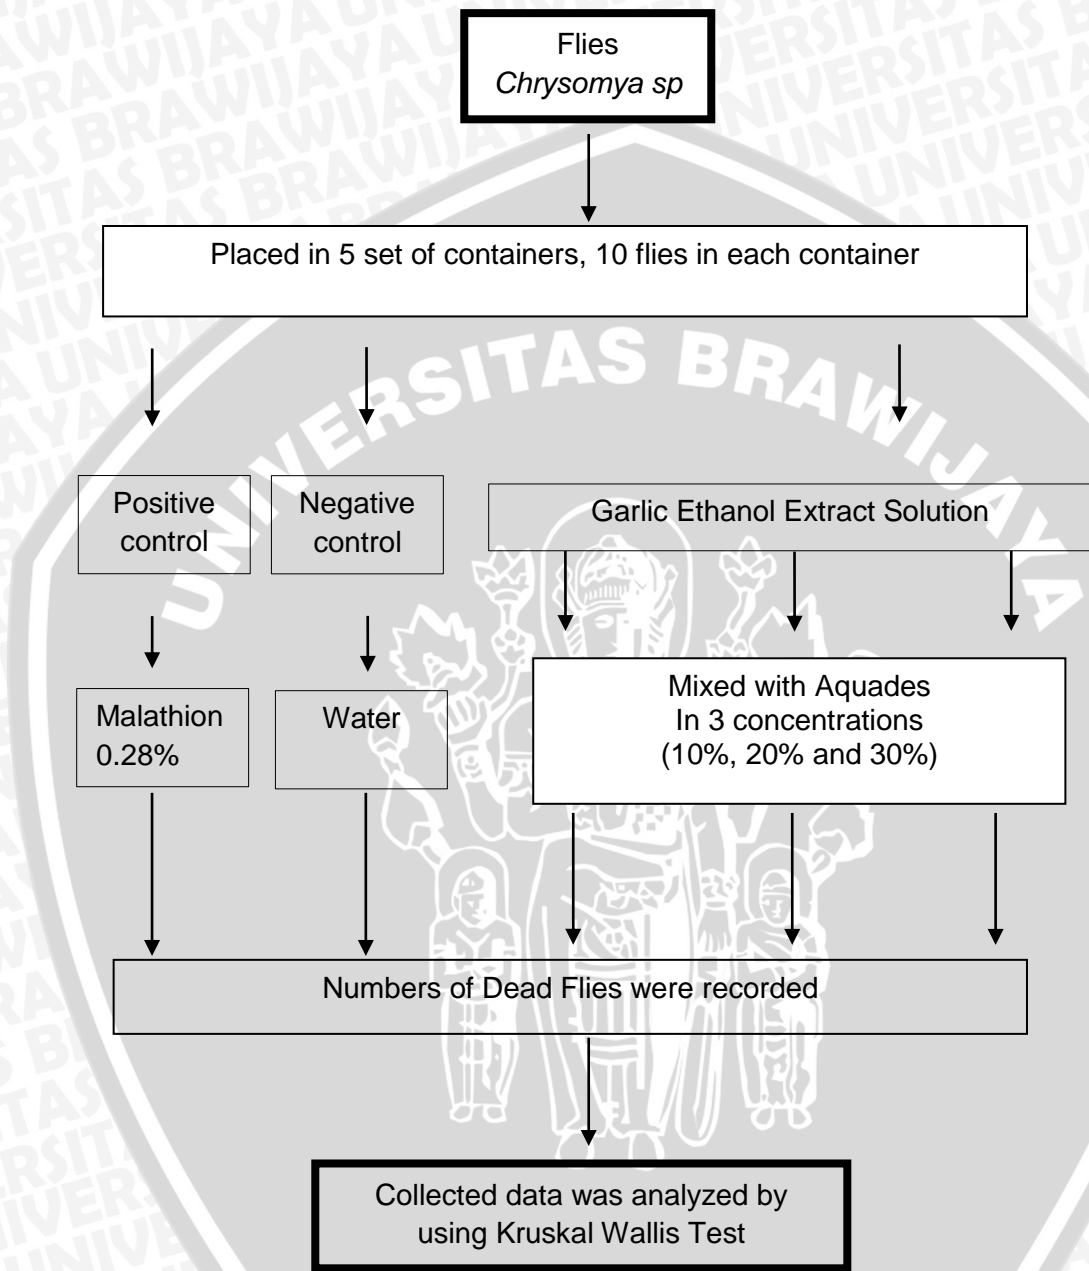 Flies
Chrysomya sp
Placed in 5 set of containers, 10 flies in each container
Positive
control
Negative
control
Garlic Ethanol Extract Solution
Malathion
0.28%
Water
Mixed with Aquades
In 3 concentrations
(10%, 20% and 30%)
Numbers of Dead Flies were recorded
Collected data was analyzed by
using Kruskal Wallis Test
UNIVERSITAS BRAWIJAYA